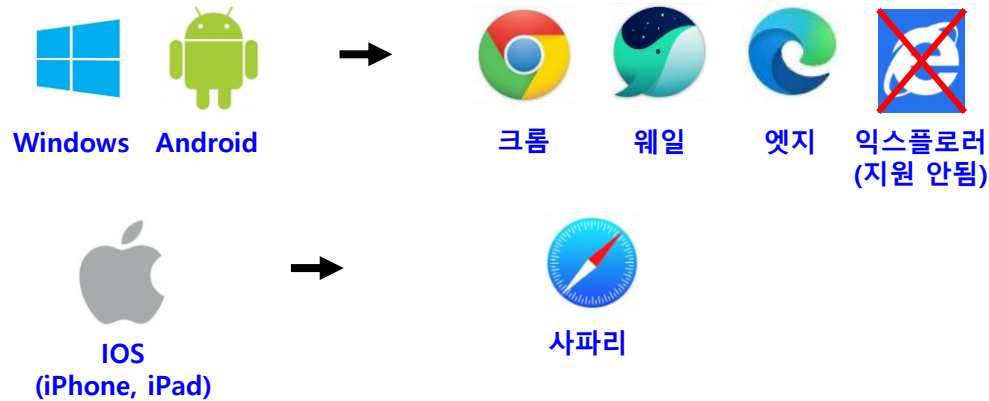 Windows Android 크롬 웨일 엣지 익스플로러
(지원 안됨)
IOS
(iPhone, iPad)
사파리